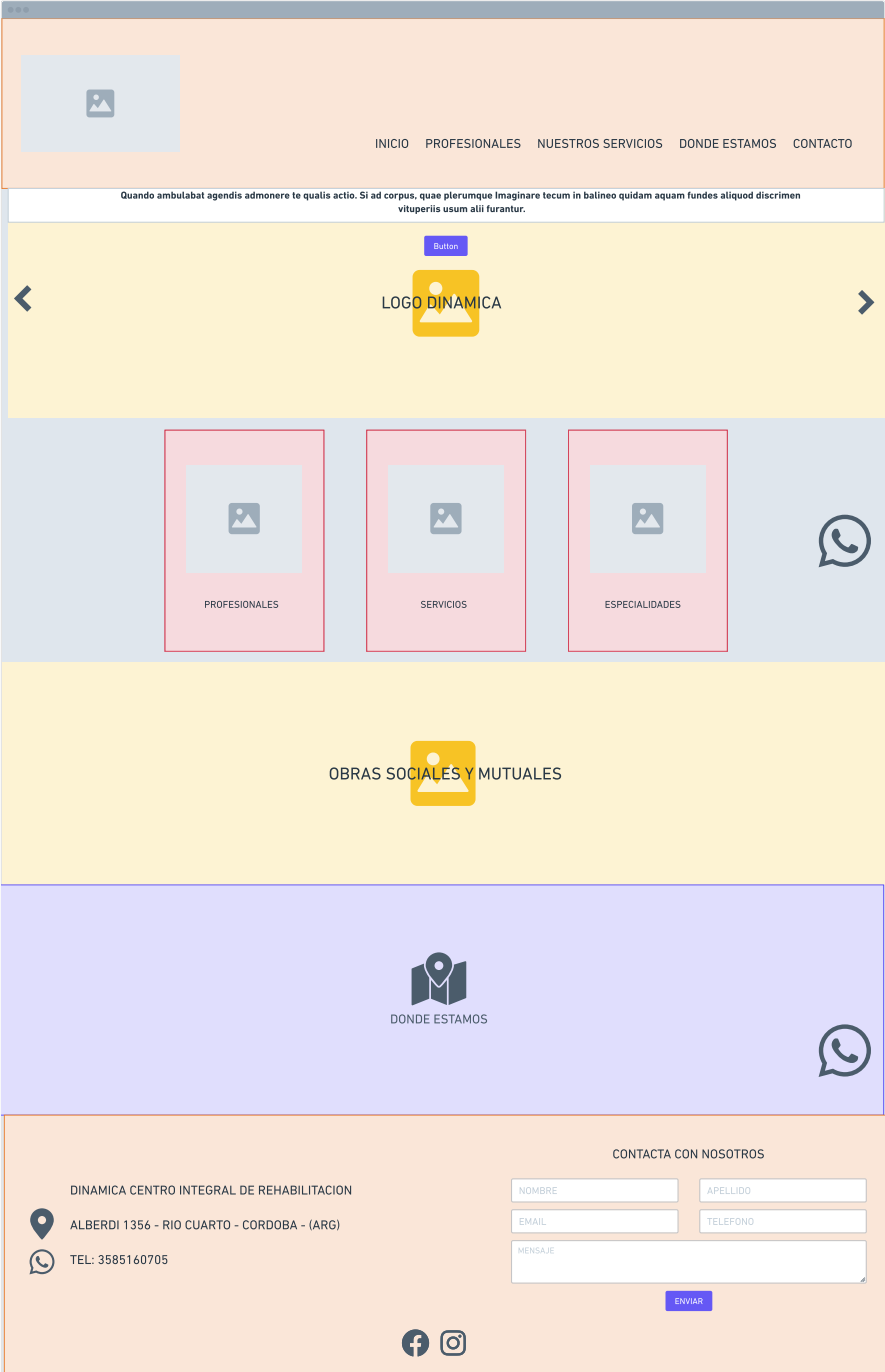 INICIO PROFESIONALES NUESTROS SERVICIOS DONDE ESTAMOS CONTACTO
Quando ambulabat agendis admonere te qualis actio. Si ad corpus, quae plerumque Imaginare tecum in balineo quidam aquam fundes aliquod discrimen
vituperiis usum alii furantur.
Button
LOGO DINAMICA
PROFESIONALES
SERVICIOS
ESPECIALIDADES
OBRAS SOCIALES Y MUTUALES
DONDE ESTAMOS
DINAMICA CENTRO INTEGRAL DE REHABILITACION
ALBERDI 1356 - RIO CUARTO - CORDOBA - (ARG)
TEL: 3585160705
CONTACTA CON NOSOTROS
NOMBRE
APELLIDO
EMAIL
TELEFONO
MENSAJE
ENVIAR